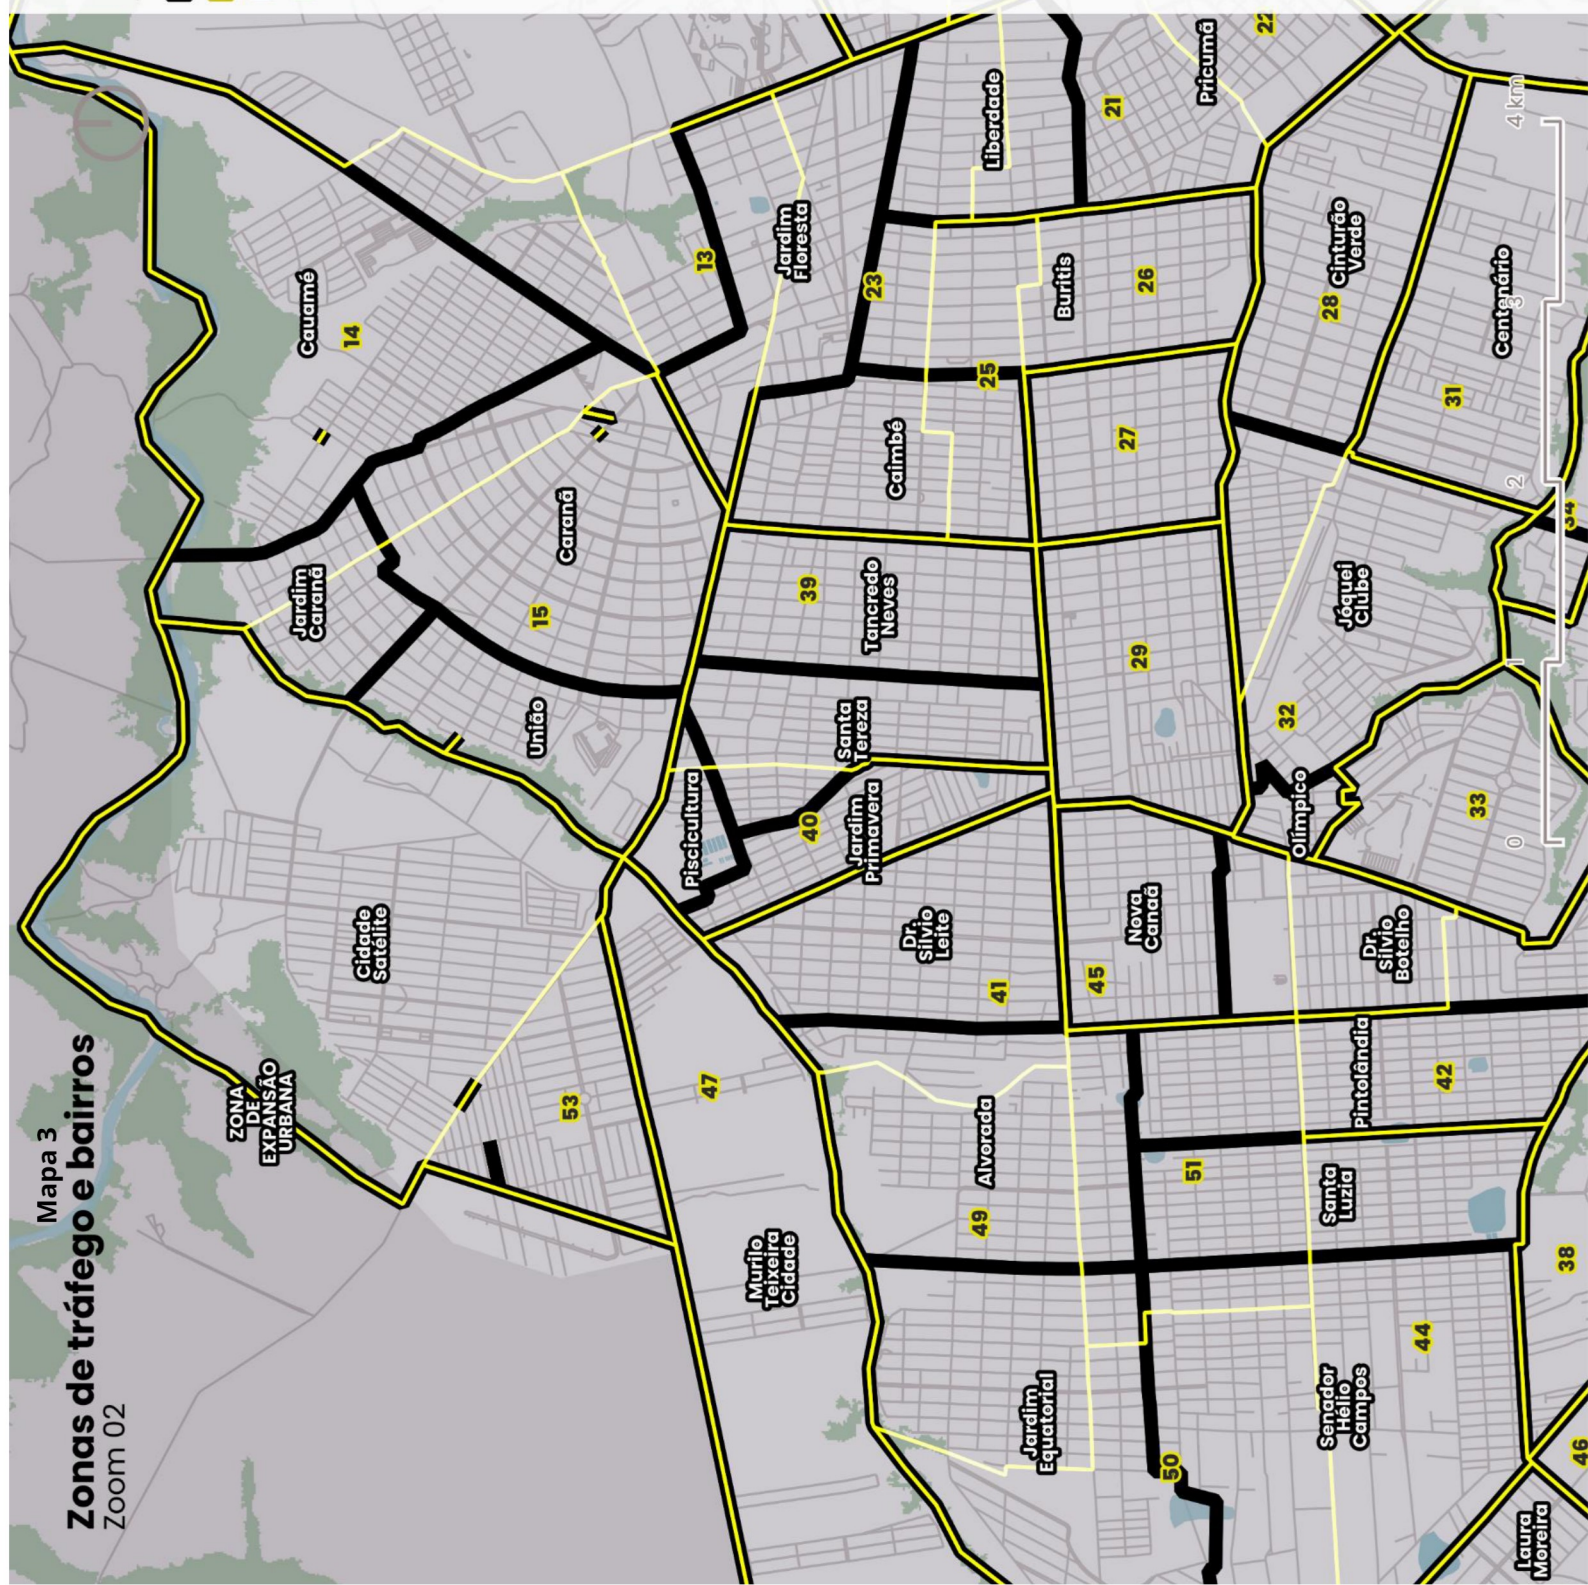 Mapa 3
Zonas de tráfego e bairros
Zoom 02
ZONA
DE
EXPANSÃO
URBANA
Cauamé
Jardim
Caranã
14
Cidade
Satélite
União
15
Caranã
53
Piscicultura
13
47
Murilo
Teixeira
Cidade
Jardim
Floresta
39
40
Santa
Tereza
Jardim
Primavera
Tancredo
Neves
23
Caimbé
Dr.
Silvio
Leite
49
Alvorada
25
Liberdade
41
Jardim
Equatorial
Buritis
45
21
27
Nova
Canaã
29
26
50
51
Pricumã
22
32
Olímpico
28
Senador
Hélio
Campos
Santa
Luzia
Cinturão
Verde
Jóquei
Clube
Pintolândia
Dr.
Silvio
Botelho
44
42
31
33
Centenário
0 1 2 3 4 km
Laura
Moreira
38
34
46